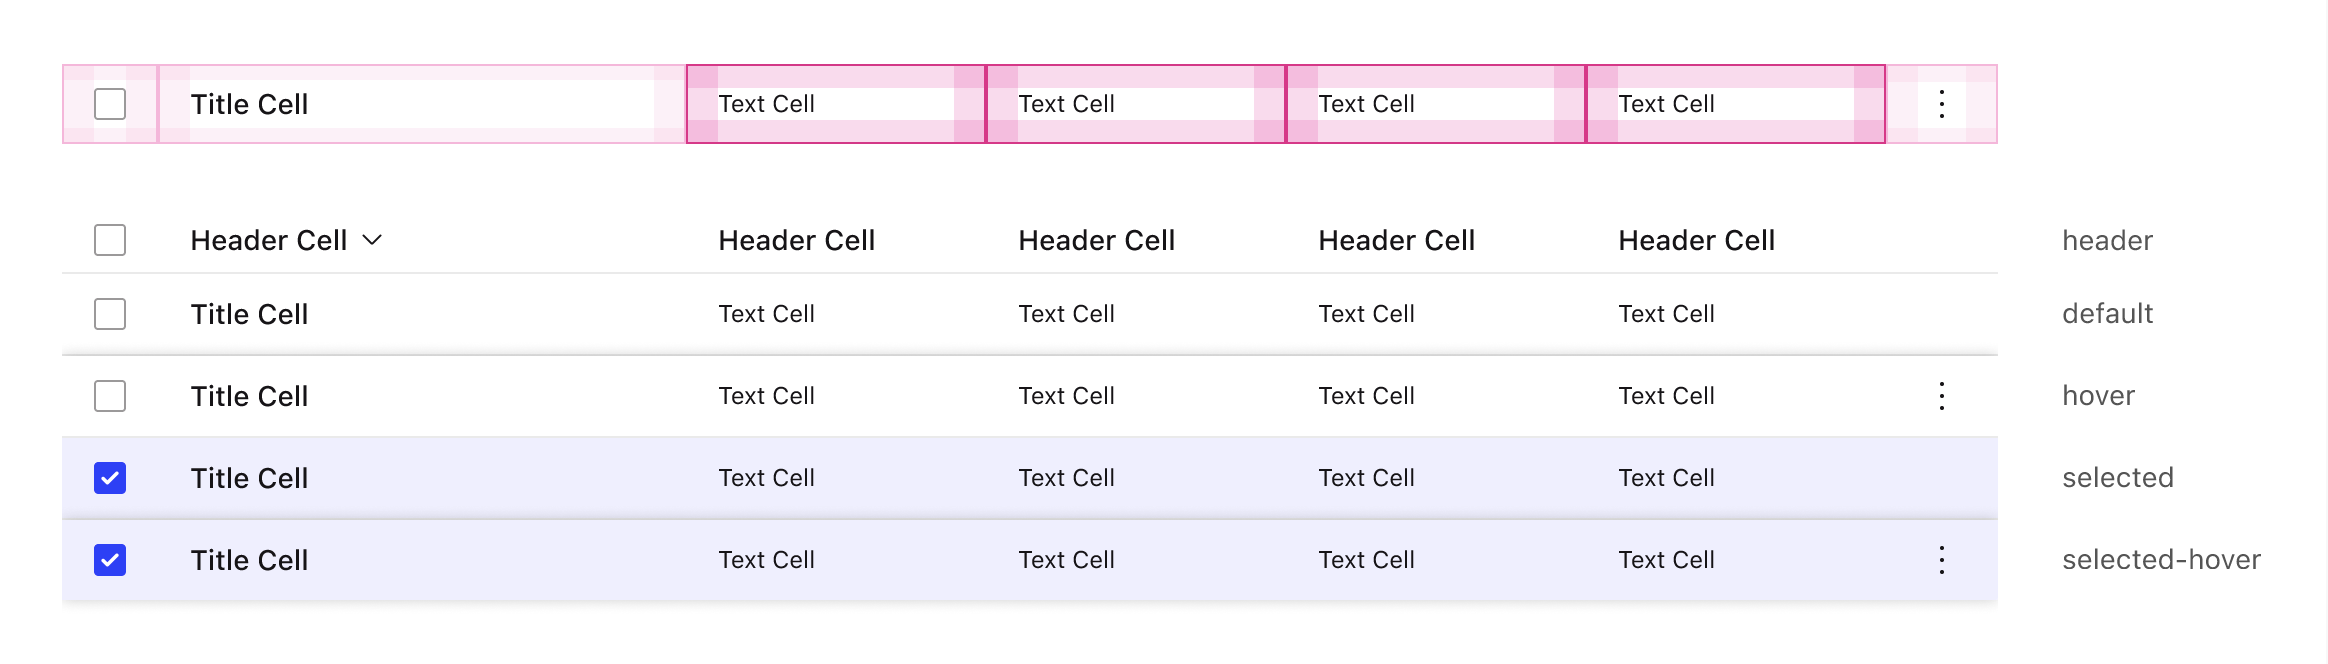 Title Cell Text Cell Text Cell Text Cell Text Cell
Header Cell Header Cell Header Cell Header Cell Header Cell header
Title Cell Text Cell Text Cell Text Cell Text Cell default
Title Cell Text Cell Text Cell Text Cell Text Cell hover
Title Cell Text Cell Text Cell Text Cell Text Cell selected
Title Cell Text Cell Text Cell Text Cell Text Cell selected-hover